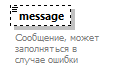 message
Сообщение, может
заполняться в
случае ошибки